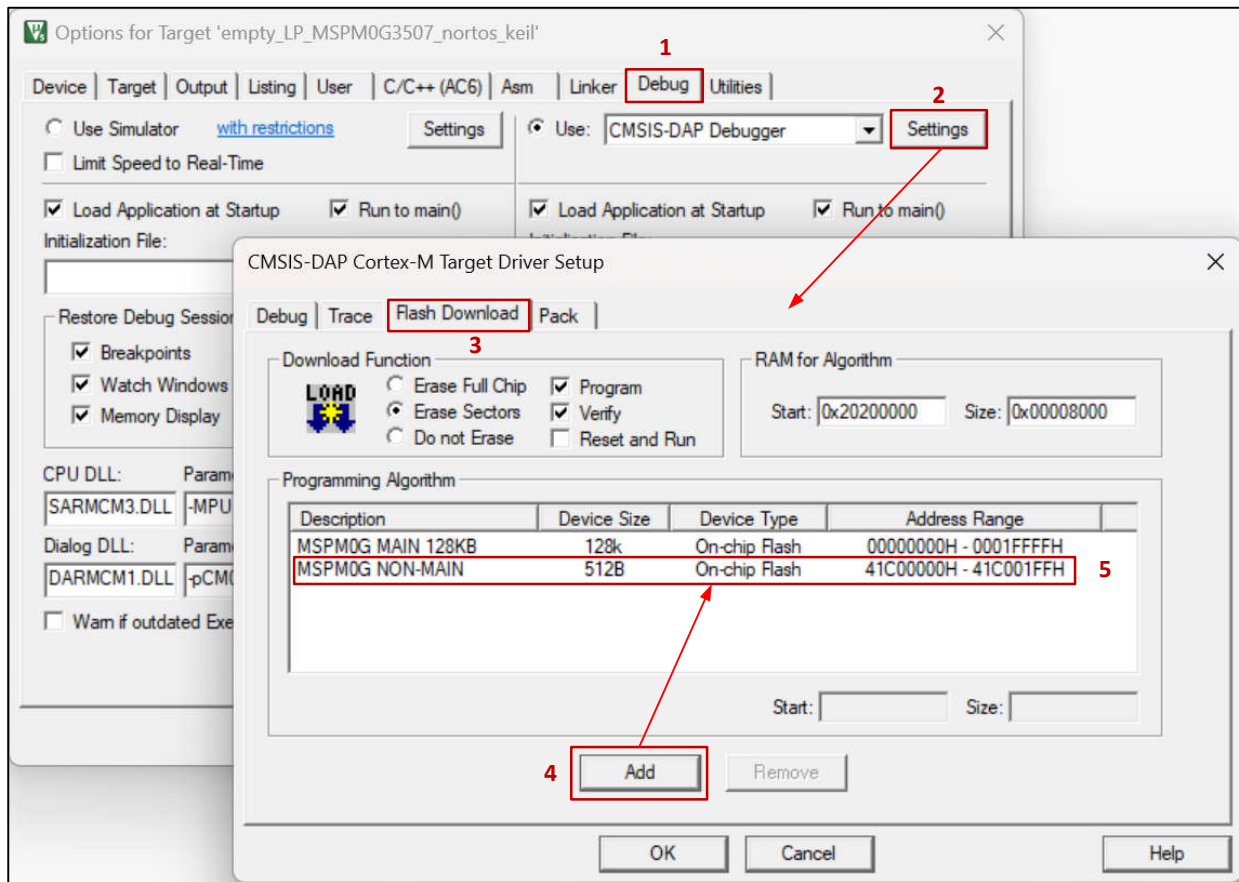 Options for Target 'empty_LP_MSPM0G3507_nortos_keil'
1
Device Target Output Listing User C/C++ (AC6) Asm Linker Debug Utilities
2
Use Simulator with restrictions Settings Use: CMSIS-DAP Debugger Settings
Limit Speed to Real-Time
Load Application at Startup Run to main() Load Application at Startup Run to main()
Initialization File:
CMSIS-DAP Cortex-M Target Driver Setup
Restore Debug Session
Breakpoints
Watch Windows
Memory Display
CPU DLL: Param
SARMCM3.DLL -MPU
Dialog DLL: Param
DARMCM1.DLL -pCM0
Warn if outdated Exe
Debug Trace Flash Download Pack
3
Download Function
LOAD
Erase Full Chip Program
Erase Sectors Verify
Do not Erase Reset and Run
RAM for Algorithm
Start: 0x20200000 Size: 0x00008000
Programming Algorithm
Description Device Size Device Type Address Range
MSPM0G MAIN 128KB 128k On-chip Flash 00000000H - 0001FFFFH
MSPM0G NON-MAIN 512B On-chip Flash 41C00000H - 41C001FFH 5
Start: Size:
4 Add Remove
OK Cancel Help